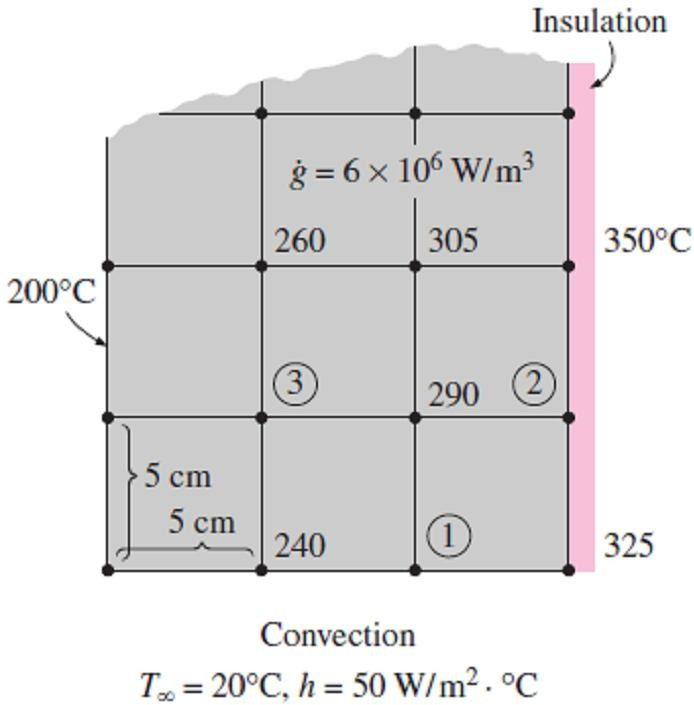 Insulation
ġ = 6 × 10⁶ W/m³
260
305
350°C
200°C
③
290
②
5 cm
5 cm
240
①
325
Convection
T∞ = 20°C, h = 50 W/m² · °C